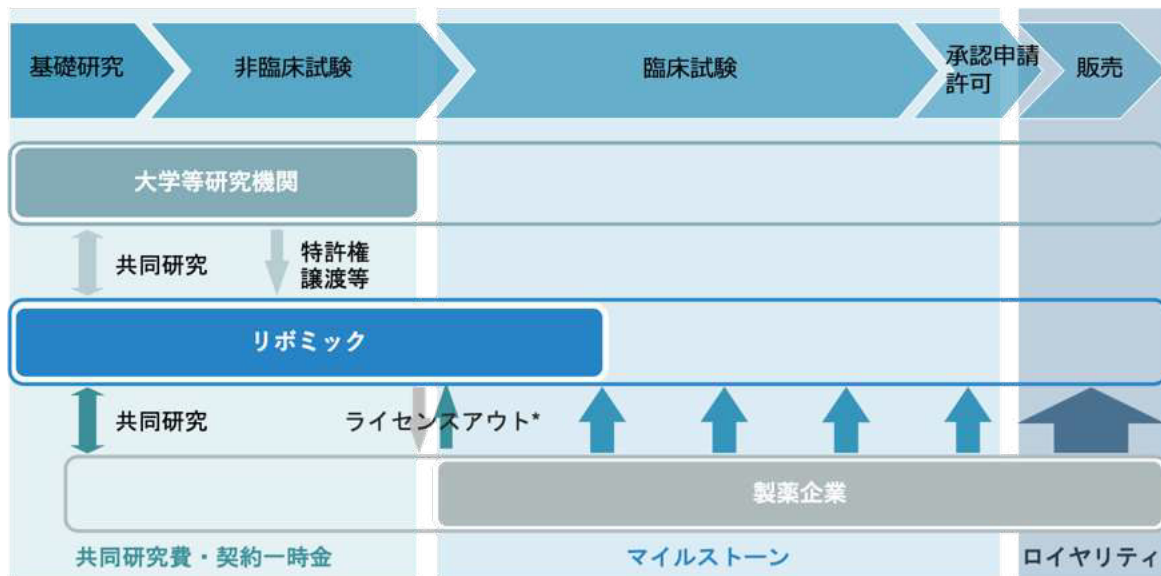 基礎研究
非臨床試験
臨床試験
承認申請
許可
販売
大学等研究機関
共同研究
特許権
譲渡等
リボミック
共同研究
ライセンスアウト*
製薬企業
共同研究費・契約一時金
マイルストーン
ロイヤリティ